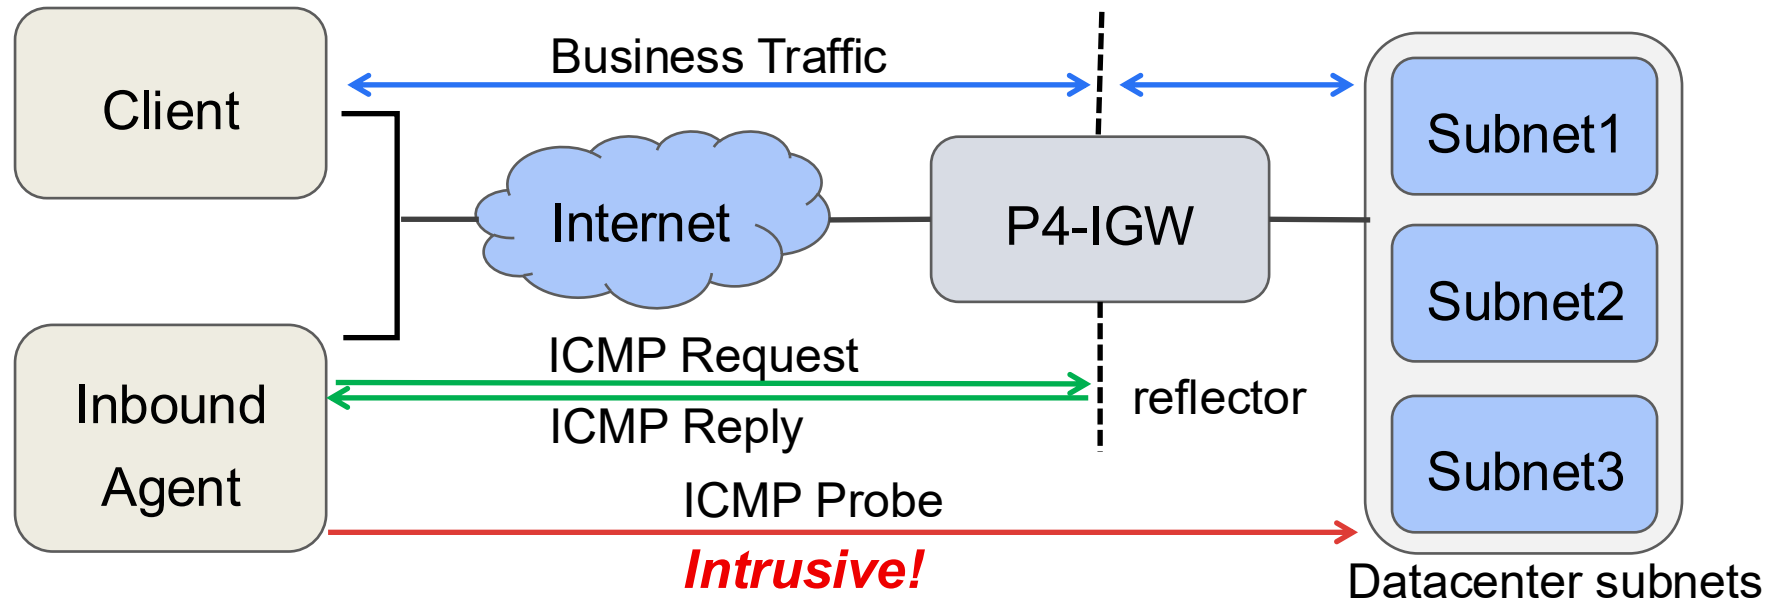 Business Traffic
Client
Subnet1
Internet
P4-IGW
Subnet2
ICMP Request
Inbound
Agent
reflector
ICMP Reply
Subnet3
ICMP Probe
Intrusive!
Datacenter subnets